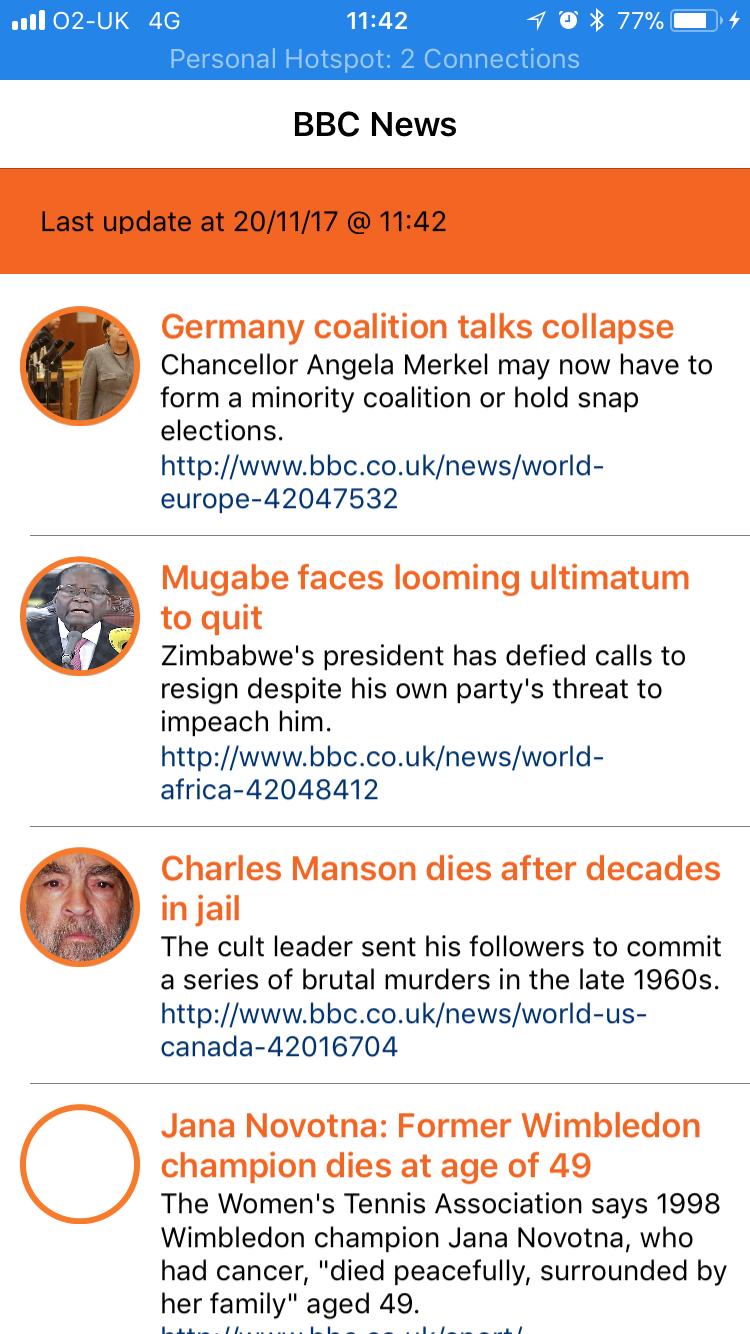 O2-UK 4G 11:42 77%
Personal Hotspot: 2 Connections
BBC News
Last update at 20/11/17 @ 11:42
Germany coalition talks collapse
Chancellor Angela Merkel may now have to
form a minority coalition or hold snap
elections.
http://www.bbc.co.uk/news/world-
europe-42047532
Mugabe faces looming ultimatum
to quit
Zimbabwe's president has defied calls to
resign despite his own party's threat to
impeach him.
http://www.bbc.co.uk/news/world-
africa-42048412
Charles Manson dies after decades
in jail
The cult leader sent his followers to commit
a series of brutal murders in the late 1960s.
http://www.bbc.co.uk/news/world-us-
canada-42016704
Jana Novotna: Former Wimbledon
champion dies at age of 49
The Women's Tennis Association says 1998
Wimbledon champion Jana Novotna, who
had cancer, "died peacefully, surrounded by
her family" aged 49.
http://www.bbc.co.uk/sport/